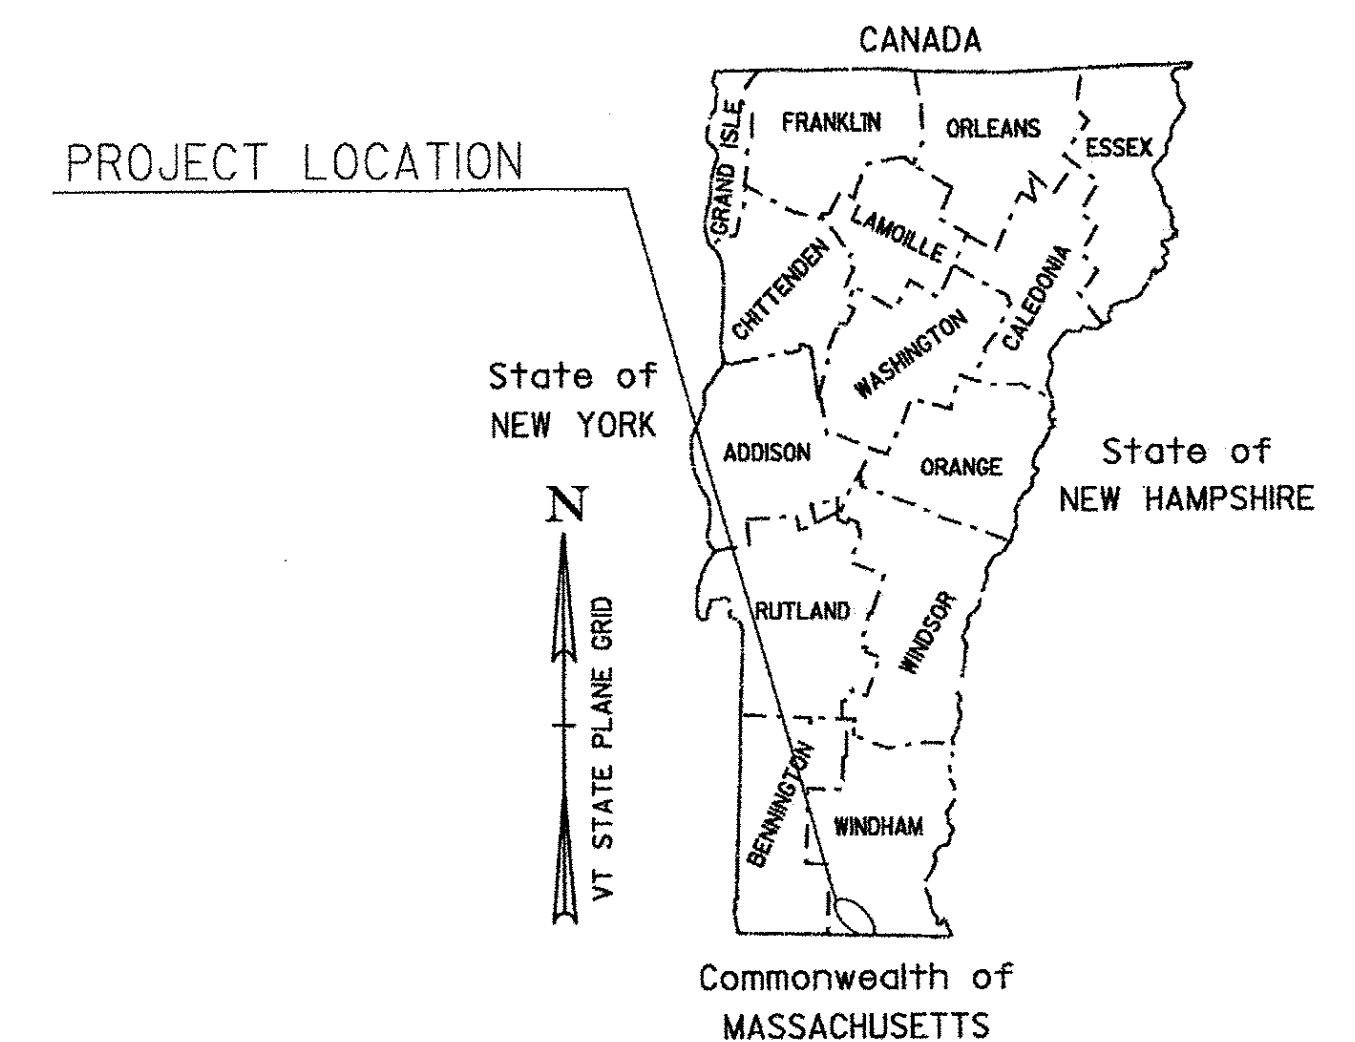 CANADA
PROJECT LOCATION
GRAND ISLE
FRANKLIN
ORLEANS
ESSEX
LAMOILLE
CHITTENDEN
CALEDONIA
WASHINGTON
State of
NEW YORK
ADDISON
ORANGE
State of
NEW HAMPSHIRE
N
VT STATE PLANE GRID
RUTLAND
WINDSOR
BENNINGTON
WINDHAM
Commonwealth of
MASSACHUSETTS